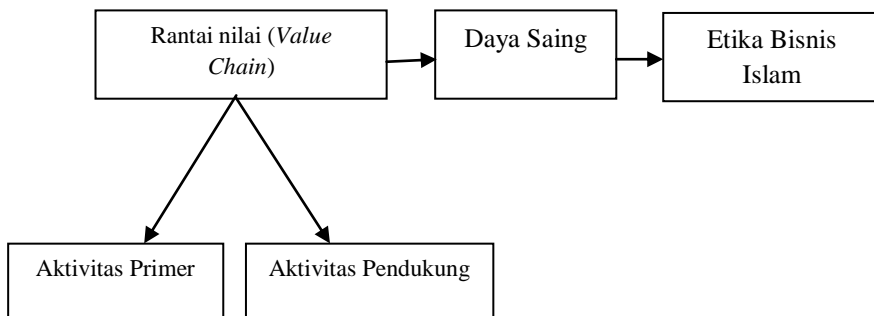 Rantai nilai (Value
Chain)
Daya Saing
Etika Bisnis
Islam
Aktivitas Primer
Aktivitas Pendukung